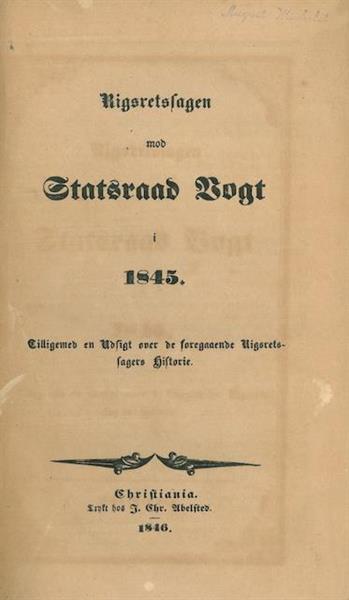 Rigsretssagen
mod
Statsraad Vogt
i
1845.
Tilligemed en Udsigt over de foregaaende Rigsrets-
sagers Historie.
Christiania.
Trykt hos J. Chr. Abelsted.
1846.